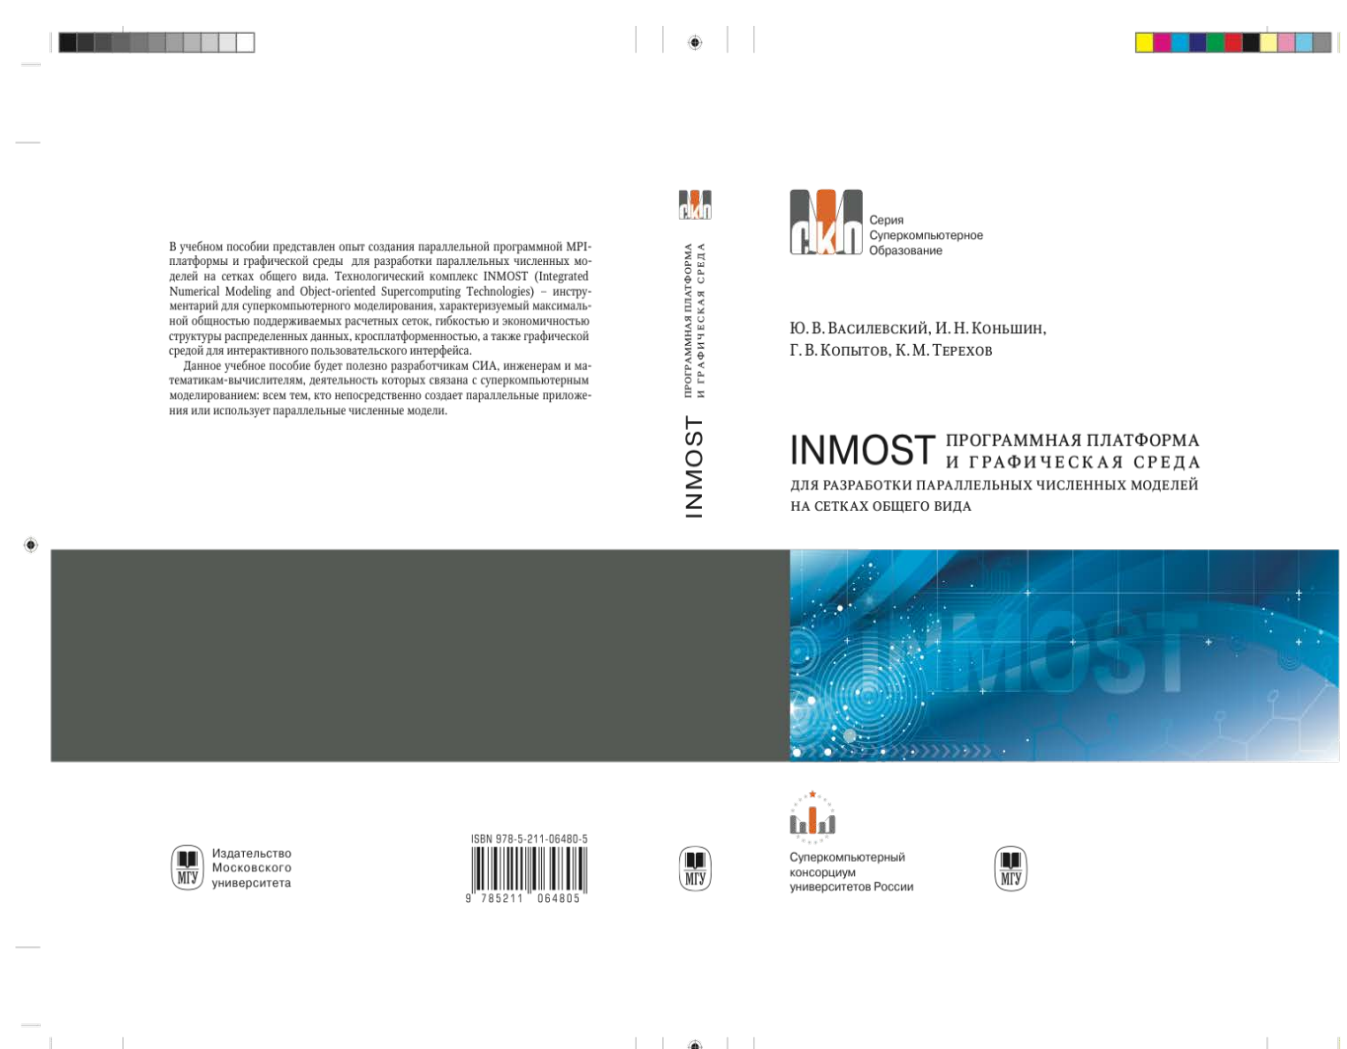 В учебном пособии представлен опыт создания параллельной программной MPI-
платформы и графической среды для разработки параллельных численных мо-
делей на сетках общего вида. Технологический комплекс INMOST (Integrated
Numerical Modeling and Object-oriented Supercomputing Technologies) – инстру-
ментарий для суперкомпьютерного моделирования, характеризуемый максималь-
ной общностью поддерживаемых расчетных сеток, гибкостью и экономичностью
структуры распределенных данных, кросплатформенностью, а также графической
средой для интерактивного пользовательского интерфейса.
Данное учебное пособие будет полезно разработчикам СИА, инженерам и ма-
тематикам-вычислителям, деятельность которых связана с суперкомпьютерным
моделированием: всем тем, кто непосредственно создает параллельные приложе-
ния или использует параллельные численные модели.
Издательство
Московского
университета
МГУ
ISBN 978-5-211-06480-5
9 785211 064805
СКО
INMOST
ПРОГРАММНАЯ ПЛАТФОРМА
И ГРАФИЧЕСКАЯ СРЕДА
МГУ
СКО
Серия
Суперкомпьютерное
Образование
Ю. В. Василевский, И. Н. Коньшин,
Г. В. Копытов, К. М. Терехов
INMOST ПРОГРАММНАЯ ПЛАТФОРМА
И ГРАФИЧЕСКАЯ СРЕДА
ДЛЯ РАЗРАБОТКИ ПАРАЛЛЕЛЬНЫХ ЧИСЛЕННЫХ МОДЕЛЕЙ
НА СЕТКАХ ОБЩЕГО ВИДА
INMOST
Суперкомпьютерный
консорциум
университетов России
МГУ